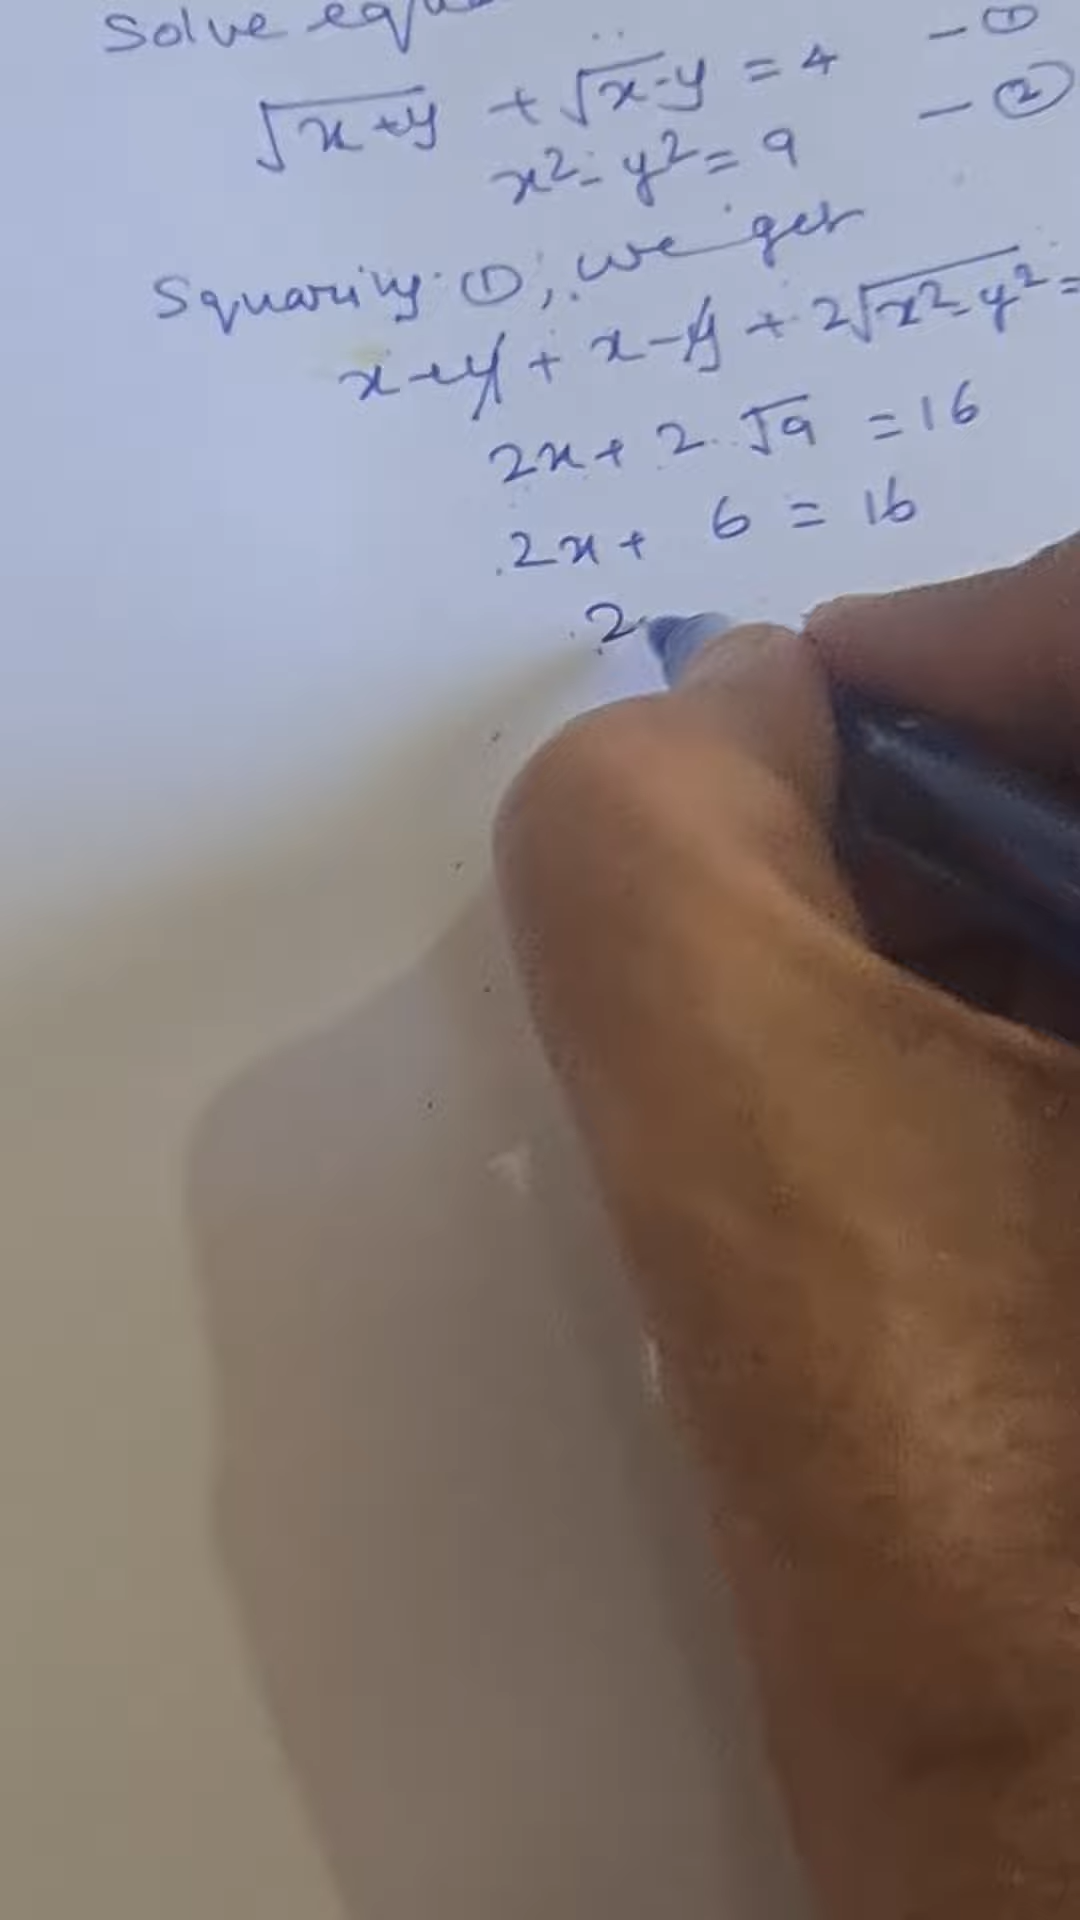 Solve
√x+y + √x-y = 4 - ①
x² - y² = 9 - ②
Squaring ①, we get
x+y + x-y + 2√x²-y² =
2x + 2 √9 = 16
2x + 6 = 16
2